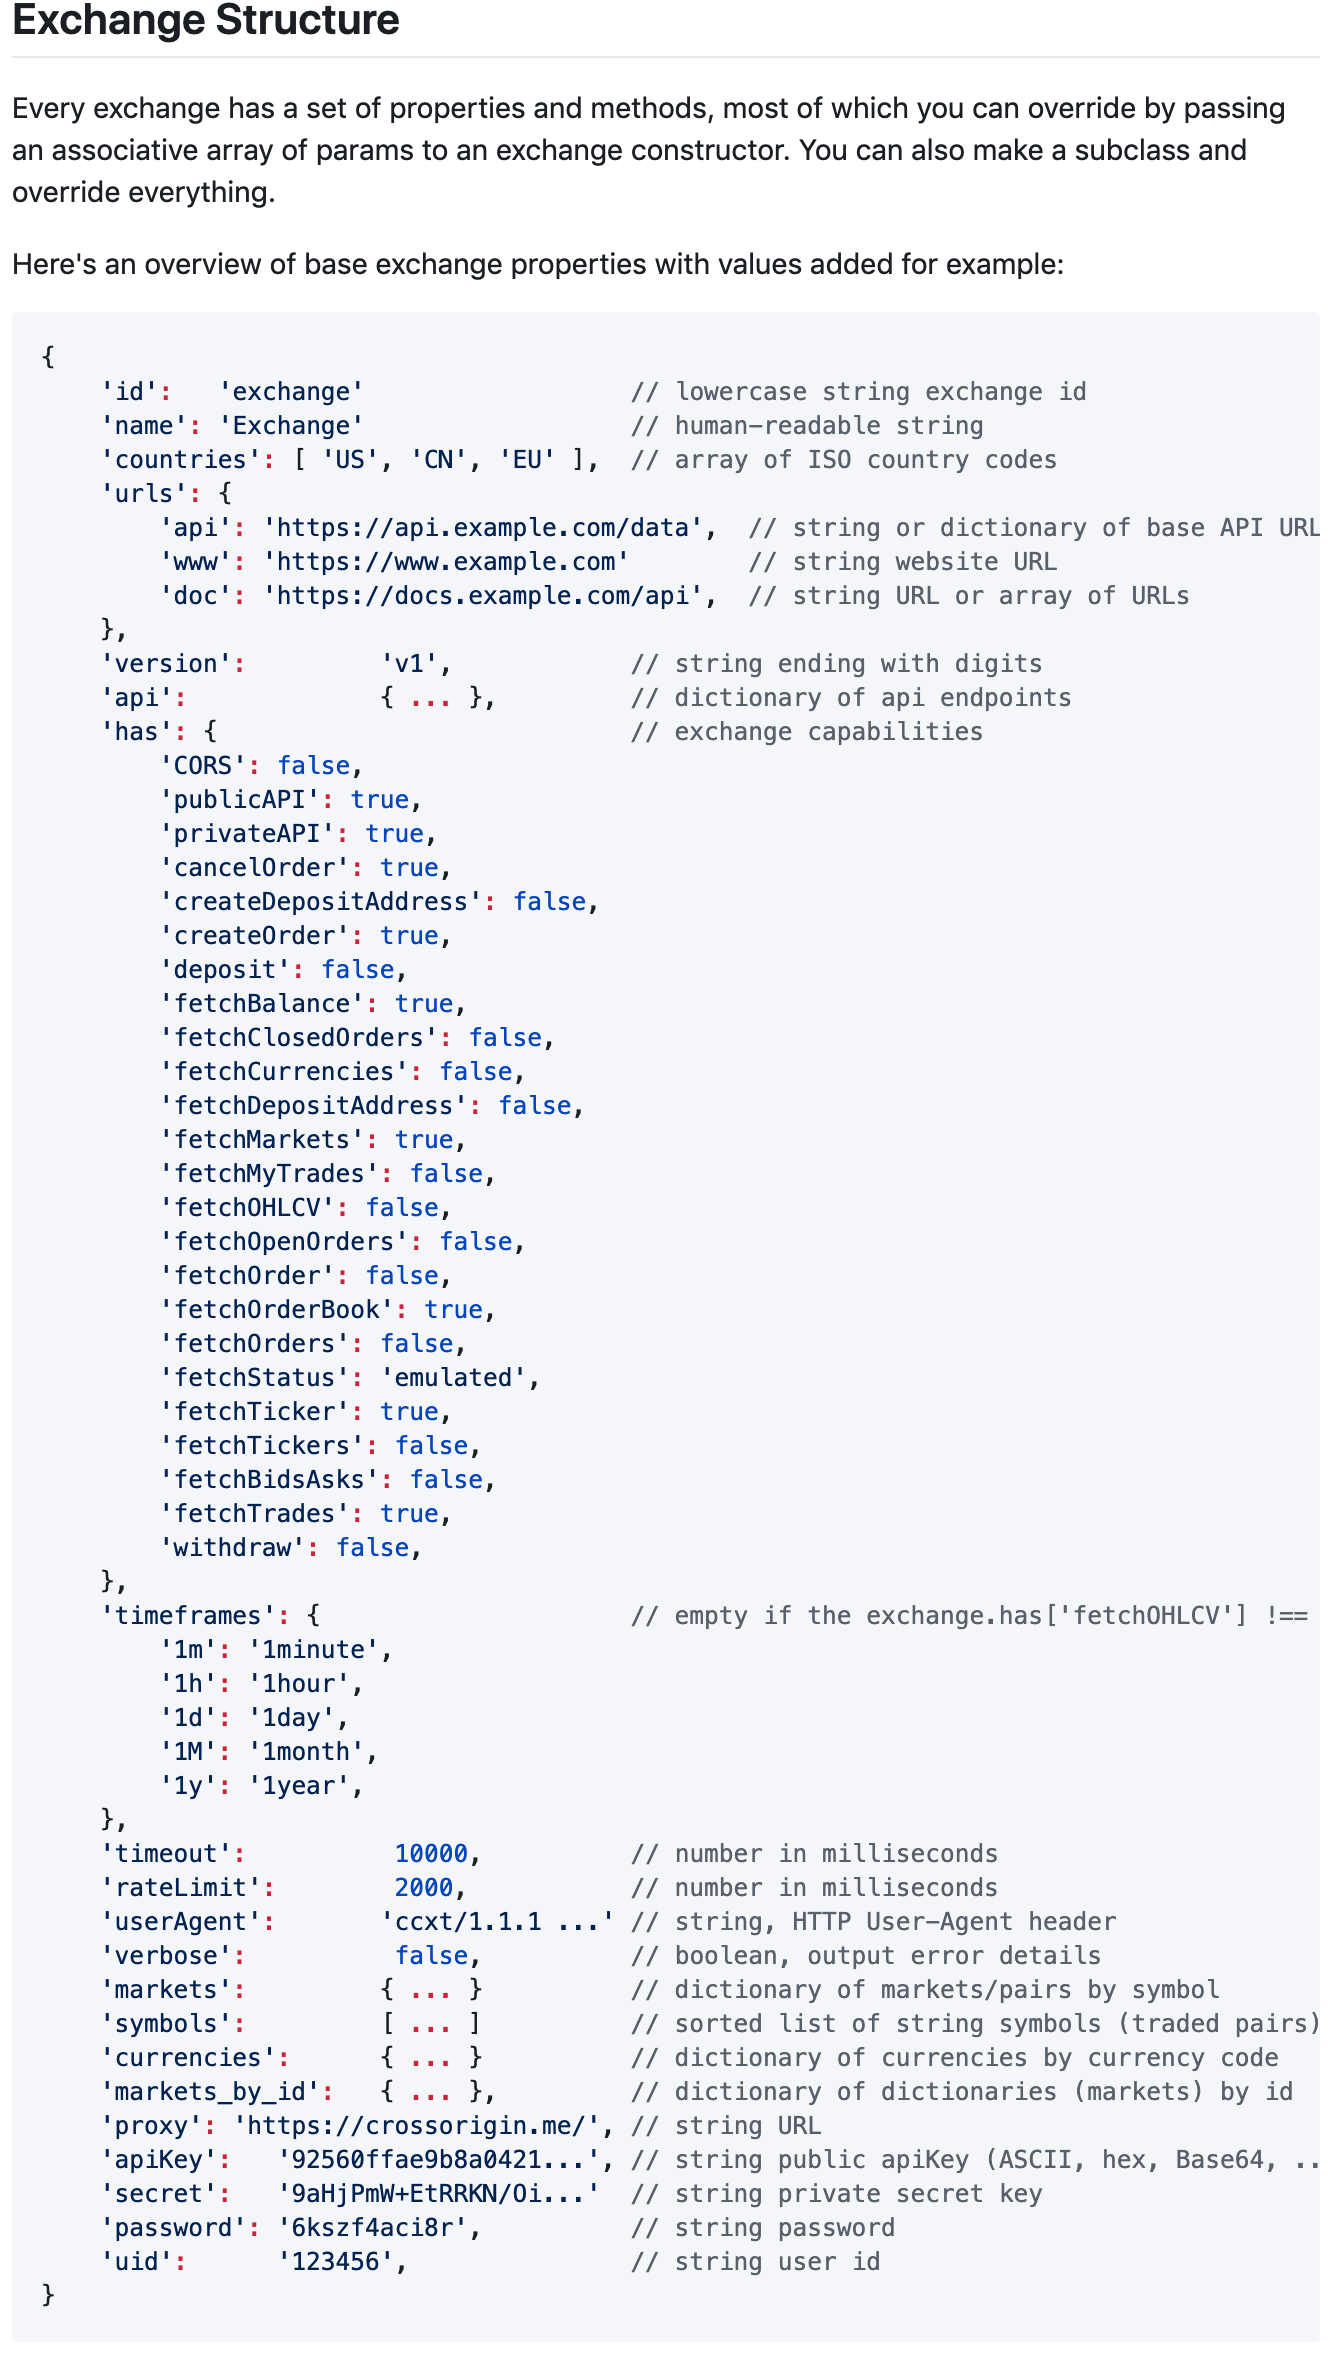 Exchange Structure
Every exchange has a set of properties and methods, most of which you can override by passing
an associative array of params to an exchange constructor. You can also make a subclass and
override everything.
Here's an overview of base exchange properties with values added for example:
{
    'id':   'exchange'                  // lowercase string exchange id
    'name': 'Exchange'                  // human-readable string
    'countries': [ 'US', 'CN', 'EU' ],  // array of ISO country codes
    'urls': {
        'api': 'https://api.example.com/data',  // string or dictionary of base API URL
        'www': 'https://www.example.com'        // string website URL
        'doc': 'https://docs.example.com/api',  // string URL or array of URLs
    },
    'version':         'v1',            // string ending with digits
    'api':             { ... },         // dictionary of api endpoints
    'has': {                            // exchange capabilities
        'CORS': false,
        'publicAPI': true,
        'privateAPI': true,
        'cancelOrder': true,
        'createDepositAddress': false,
        'createOrder': true,
        'deposit': false,
        'fetchBalance': true,
        'fetchClosedOrders': false,
        'fetchCurrencies': false,
        'fetchDepositAddress': false,
        'fetchMarkets': true,
        'fetchMyTrades': false,
        'fetchOHLCV': false,
        'fetchOpenOrders': false,
        'fetchOrder': false,
        'fetchOrderBook': true,
        'fetchOrders': false,
        'fetchStatus': 'emulated',
        'fetchTicker': true,
        'fetchTickers': false,
        'fetchBidsAsks': false,
        'fetchTrades': true,
        'withdraw': false,
    },
    'timeframes': {                     // empty if the exchange.has['fetchOHLCV'] !==
        '1m': '1minute',
        '1h': '1hour',
        '1d': '1day',
        '1M': '1month',
        '1y': '1year',
    },
    'timeout':          10000,          // number in milliseconds
    'rateLimit':        2000,           // number in milliseconds
    'userAgent':       'ccxt/1.1.1 ...' // string, HTTP User-Agent header
    'verbose':          false,          // boolean, output error details
    'markets':         { ... }          // dictionary of markets/pairs by symbol
    'symbols':         [ ... ]          // sorted list of string symbols (traded pairs)
    'currencies':      { ... }          // dictionary of currencies by currency code
    'markets_by_id':   { ... },         // dictionary of dictionaries (markets) by id
    'proxy': 'https://crossorigin.me/', // string URL
    'apiKey':   '92560ffae9b8a0421...', // string public apiKey (ASCII, hex, Base64, ..
    'secret':   '9aHjPmW+EtRRKN/Oi...'  // string private secret key
    'password': '6kszf4aci8r',          // string password
    'uid':      '123456',               // string user id
}